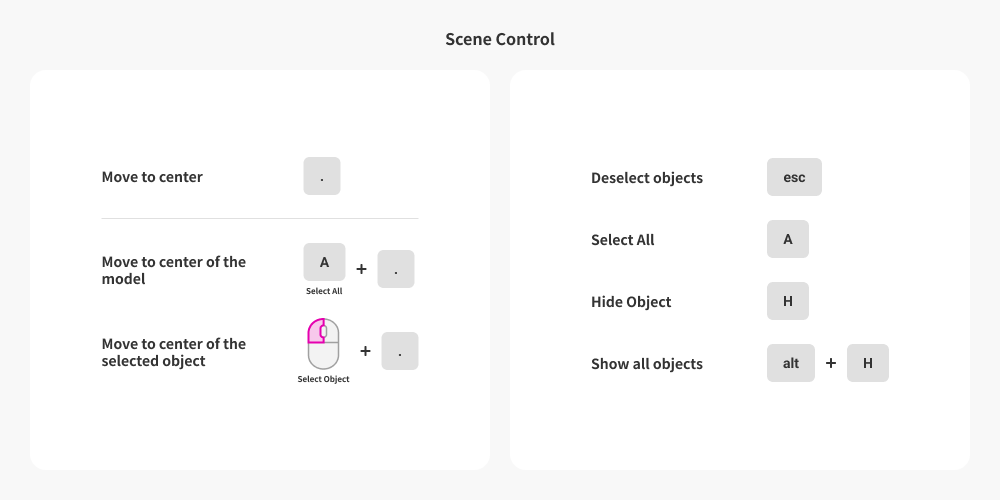 Scene Control
Move to center
.
Move to center of the
model
A
+
.
Select All
Move to center of the
selected object
+
.
Select Object
Deselect objects
esc
Select All
A
Hide Object
H
Show all objects
alt
+
H